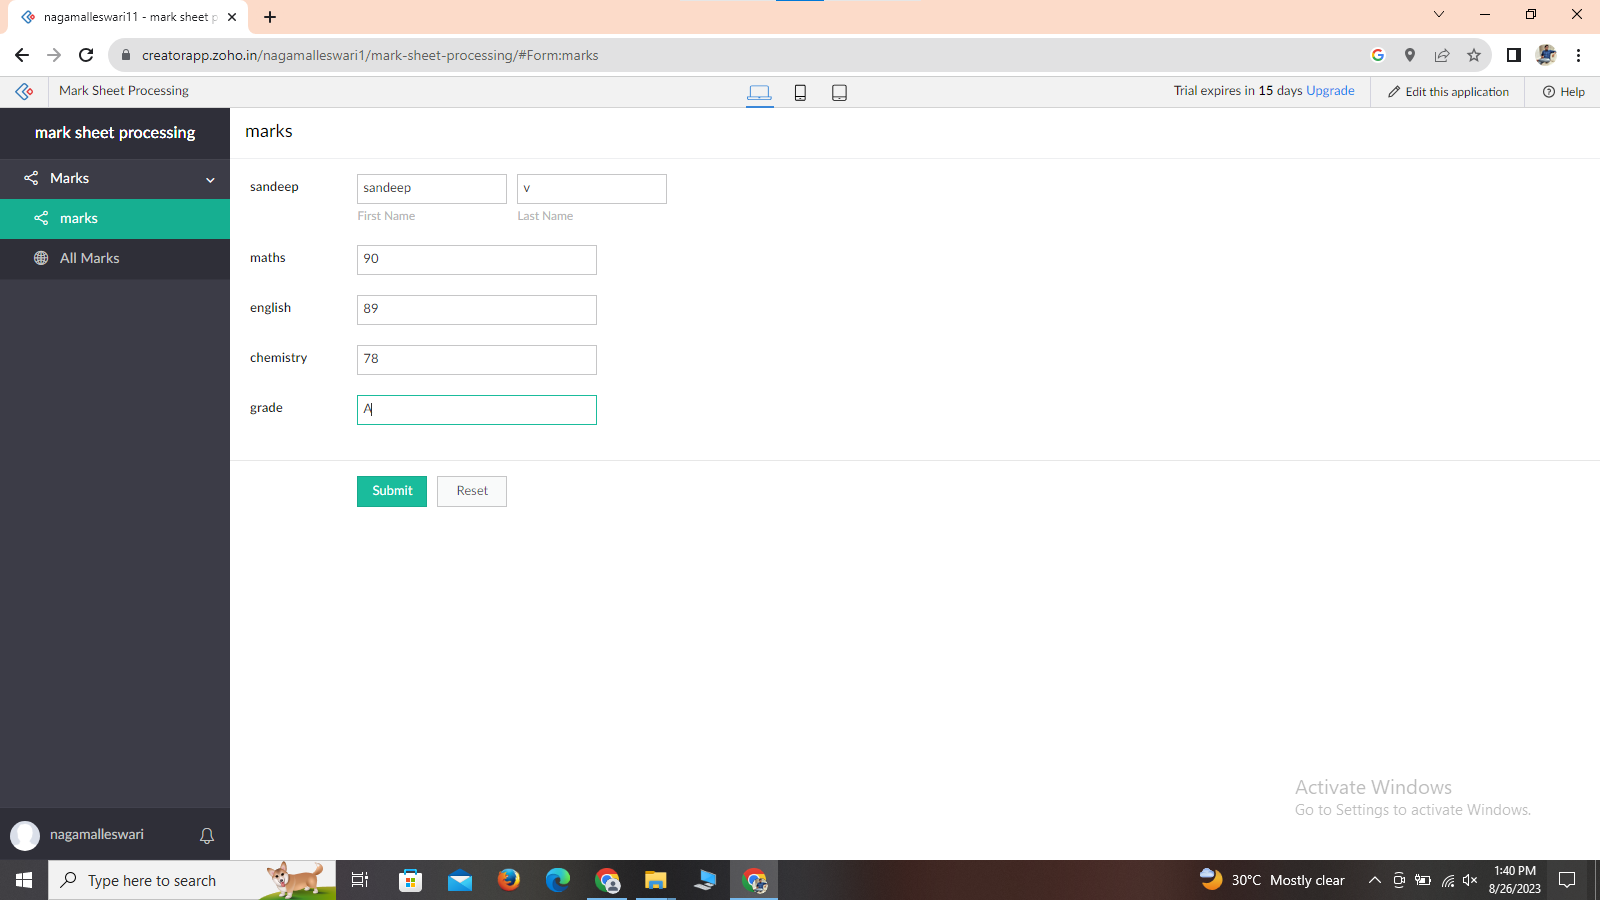 nagamalleswari11 - mark sheet p
creatorapp.zoho.in/nagamalleswari1/mark-sheet-processing/#Form:marks
Mark Sheet Processing
Trial expires in 15 days Upgrade
Edit this application
Help
mark sheet processing
Marks
marks
All Marks
nagamalleswari
marks
sandeep
sandeep
v
First Name
Last Name
maths
90
english
89
chemistry
78
grade
A
Submit
Reset
Activate Windows
Go to Settings to activate Windows.
Type here to search
30°C Mostly clear
1:40 PM
8/26/2023